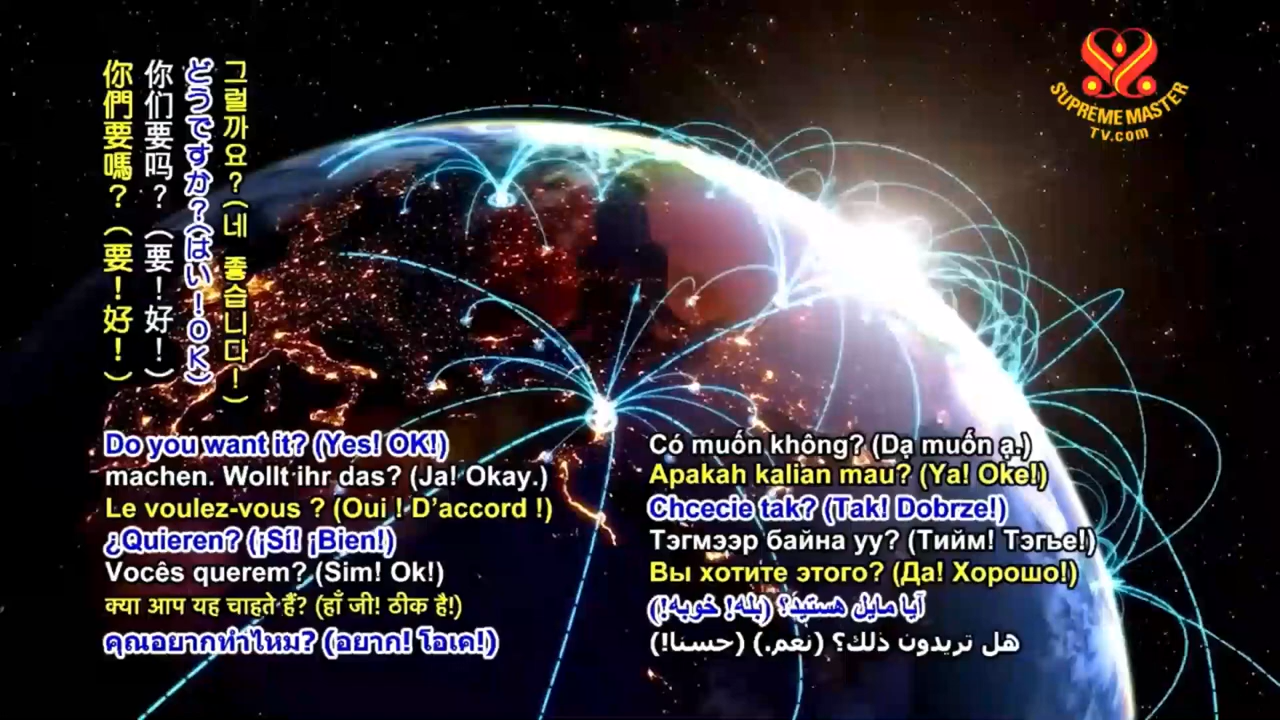 你們要嗎？（要！好！）
你们要吗？（要！好！）
どうですか？（はい！OK）
그럴까요？（네 좋습니다！）
Do you want it? (Yes! OK!)
machen. Wollt ihr das? (Ja! Okay.)
Le voulez-vous ? (Oui ! D’accord !)
¿Quieren? (¡Sí! ¡Bien!)
Vocês querem? (Sim! Ok!)
क्या आप यह चाहते हैं? (हाँ जी! ठीक है!)
คุณอยากทำไหม? (อยาก! โอเค!)
Có muốn không? (Dạ muốn ạ.)
Apakah kalian mau? (Ya! Oke!)
Chcecie tak? (Tak! Dobrze!)
Тэгмээр байна уу? (Тийм! Тэгье!)
Вы хотите этого? (Да! Хорошо!)
آیا مایل هستید؟ (بله! خوبه!)
هل تريدون ذلك؟ (نعم.) (حسنا!)
SUPREME MASTER
TV.com